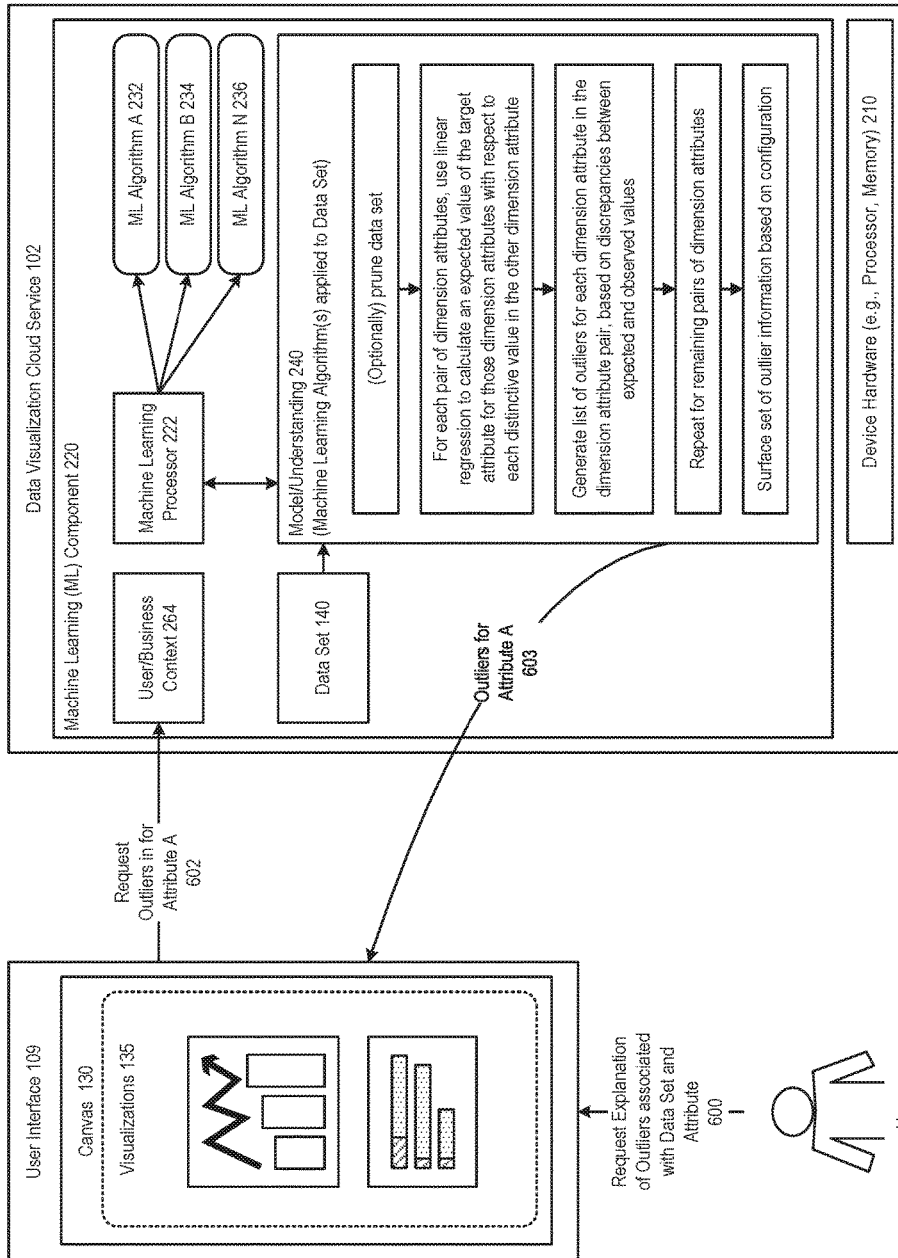 Data Visualization Cloud Service 102
Machine Learning (ML) Component 220
User/Business
Context 264
Machine Learning
Processor 222
ML Algorithm A 232
ML Algorithm B 234
ML Algorithm N 236
Data Set 140
Model/Understanding 240
(Machine Learning Algorithm(s) applied to Data Set)
(Optionally) prune data set
For each pair of dimension attributes, use linear
regression to calculate an expected value of the target
attribute for those dimension attributes with respect to
each distinctive value in the other dimension attribute
Generate list of outliers for each dimension attribute in the
dimension attribute pair, based on discrepancies between
expected and observed values
Repeat for remaining pairs of dimension attributes
Surface set of outlier information based on configuration
Device Hardware (e.g., Processor, Memory) 210
Request
Outliers in for
Attribute A
602
Outliers for
Attribute A
603
User Interface 109
Canvas 130
Visualizations 135
Request Explanation
of Outliers associated
with Data Set and
Attribute
600